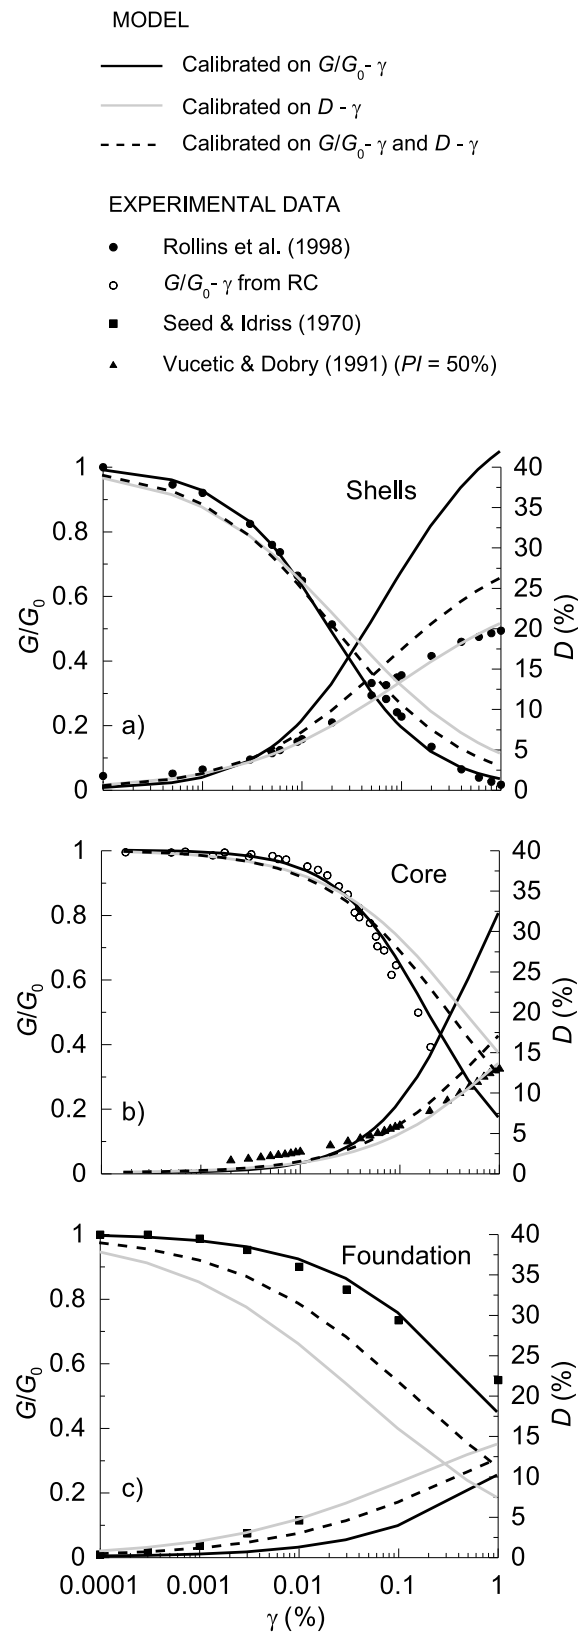 MODEL
Calibrated on G/G0- γ
Calibrated on D - γ
Calibrated on G/G0- γ and D - γ
EXPERIMENTAL DATA
Rollins et al. (1998)
G/G0- γ from RC
Seed & Idriss (1970)
Vucetic & Dobry (1991) (PI = 50%)
Shells
a)
G/G0
1
0.8
0.6
0.4
0.2
0
D (%)
40
35
30
25
20
15
10
5
0
Core
b)
G/G0
1
0.8
0.6
0.4
0.2
0
D (%)
40
35
30
25
20
15
10
5
0
Foundation
c)
G/G0
1
0.8
0.6
0.4
0.2
0
D (%)
40
35
30
25
20
15
10
5
0
0.0001 0.001 0.01 0.1 1
γ (%)